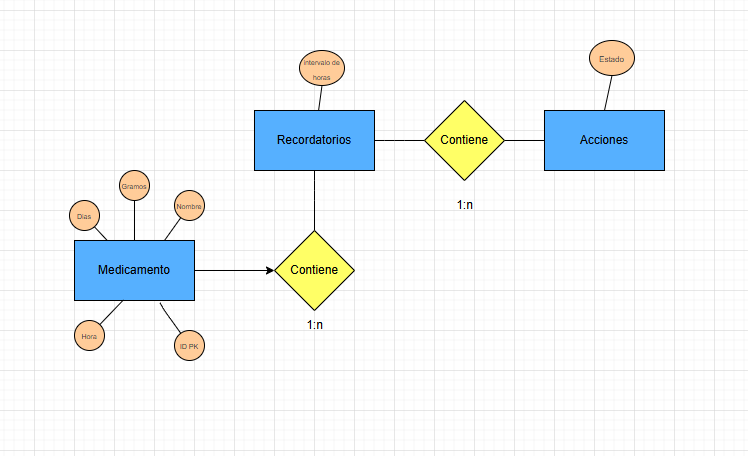 Estado
Intervalo de
horas
Recordatorios
Contiene
Acciones
Gramos
1:n
Dias
Nombre
Medicamento
Contiene
1:n
Hora
ID PK